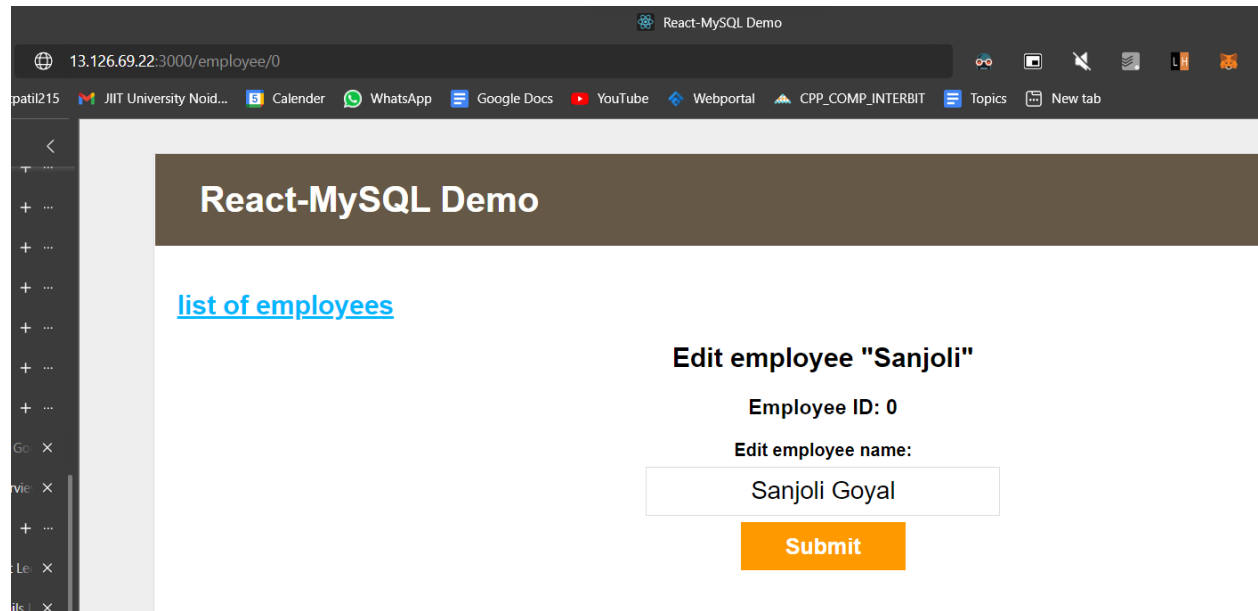 React-MySQL Demo
13.126.69.22:3000/employee/0
patil215 JIIT University Noid... 5 Calender WhatsApp Google Docs YouTube Webportal CPP_COMP_INTERBIT Topics New tab
React-MySQL Demo
list of employees
Edit employee "Sanjoli"
Employee ID: 0
Edit employee name:
Sanjoli Goyal
Submit